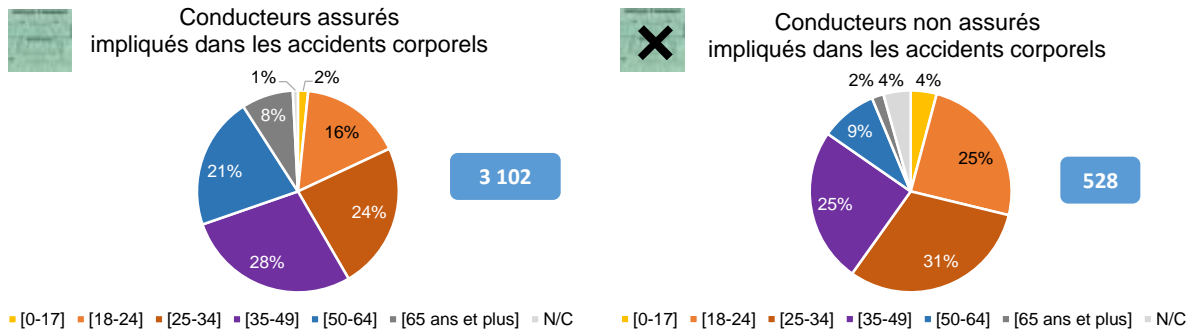 Conducteurs assurés
impliqués dans les accidents corporels
1%
2%
8%
16%
21%
24%
28%
3 102
[0-17] [18-24] [25-34] [35-49] [50-64] [65 ans et plus] N/C
Conducteurs non assurés
impliqués dans les accidents corporels
2%
4%
4%
9%
25%
25%
31%
528
[0-17] [18-24] [25-34] [35-49] [50-64] [65 ans et plus] N/C